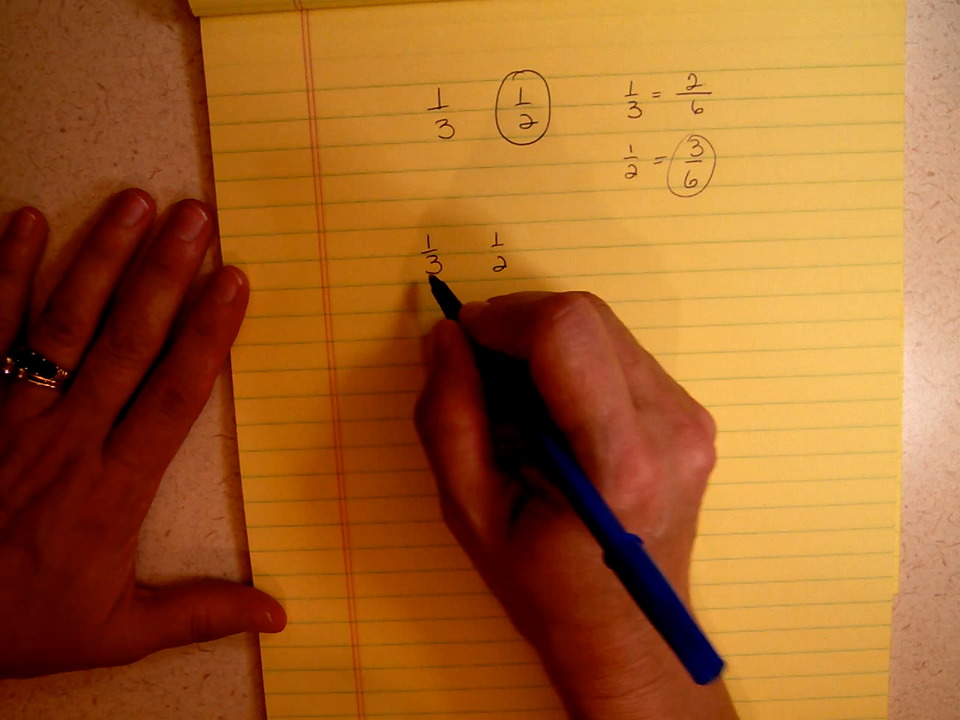 1/3 1/2 1/3 = 2/6
1/2 = 3/6
1/3 1/2